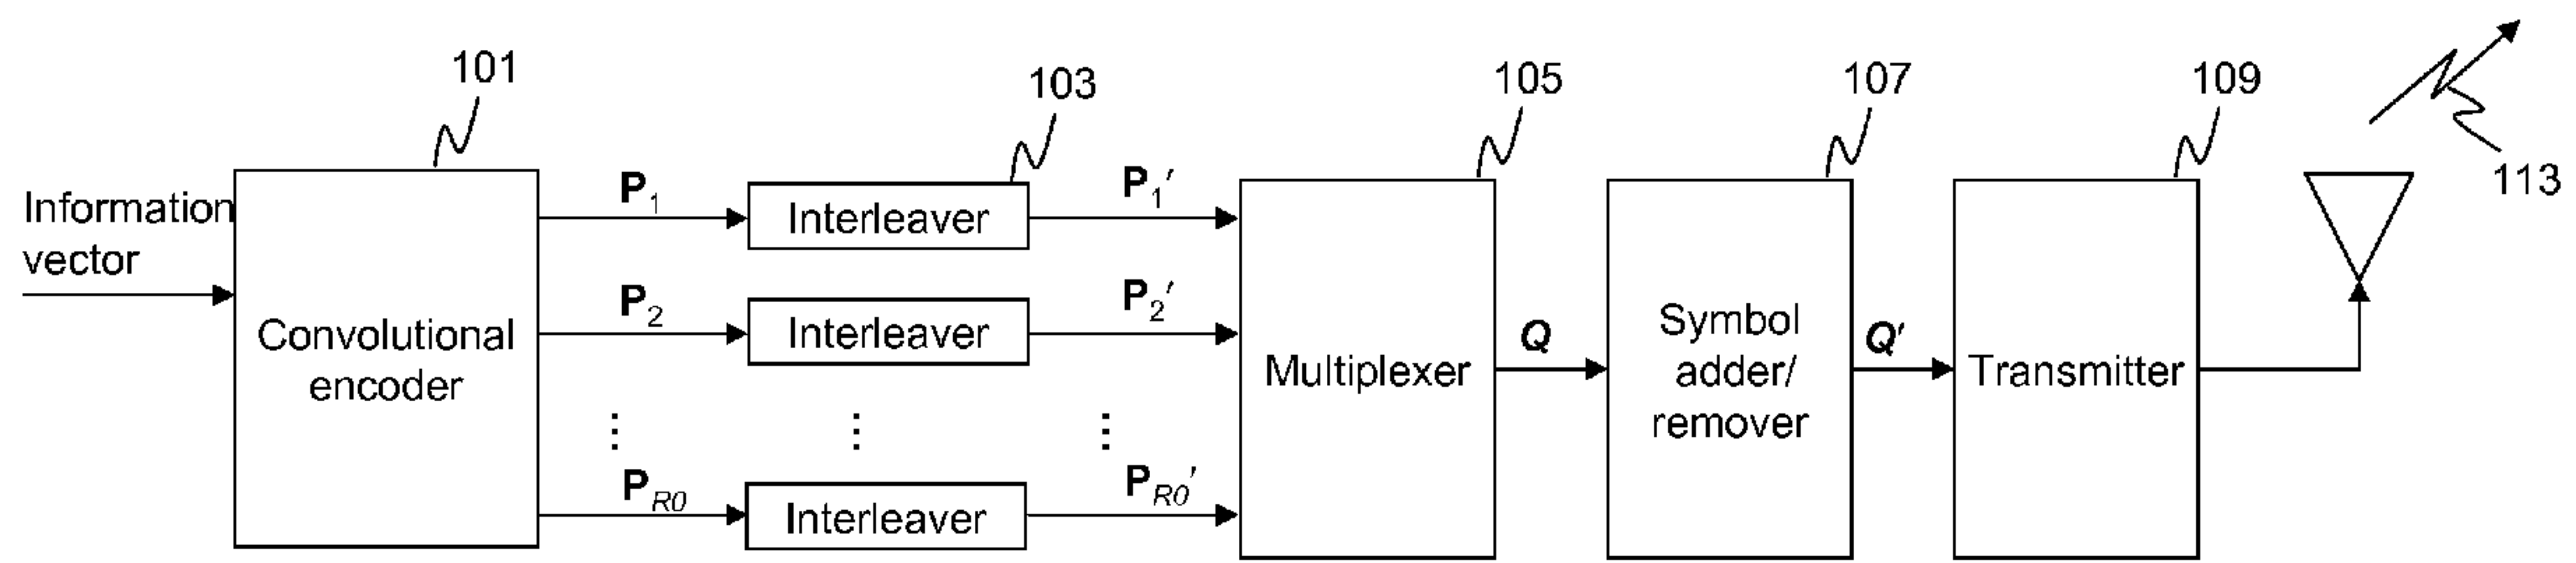 101
103
105
107
109
113
Information
vector
Convolutional
encoder
P1
Interleaver
P1′
P2
Interleaver
P2′
⋮
⋮
⋮
PR0
Interleaver
PR0′
Multiplexer
Q
Symbol
adder/
remover
Q′
Transmitter